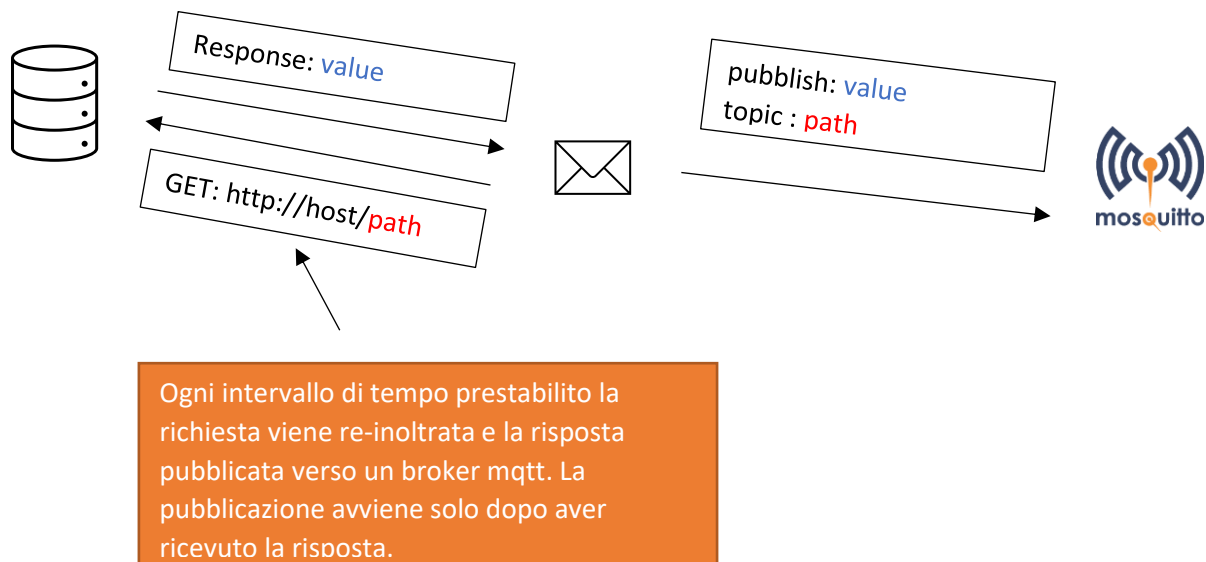 Response: value
pubblish: value
topic : path
GET: http://host/path
mosquitto
Ogni intervallo di tempo prestabilito la
richiesta viene re-inoltrata e la risposta
pubblicata verso un broker mqtt. La
pubblicazione avviene solo dopo aver
ricevuto la risposta.